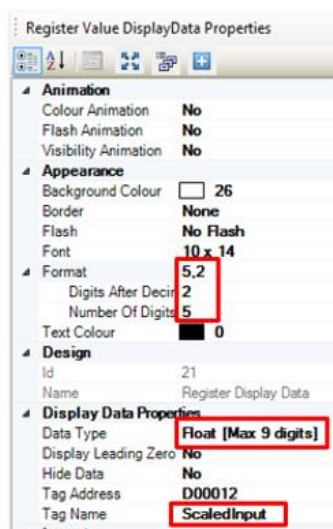 Register Value DisplayData Properties
Animation
Colour Animation No
Flash Animation No
Visibility Animation No
Appearance
Background Colour 26
Border None
Flash No Flash
Font 10 x 14
Format 5,2
Digits After Decir 2
Number Of Digits 5
Text Colour 0
Design
Id 21
Name Register Display Data
Display Data Properties
Data Type Float [Max 9 digits]
Display Leading Zero No
Hide Data No
Tag Address D00012
Tag Name ScaledInput